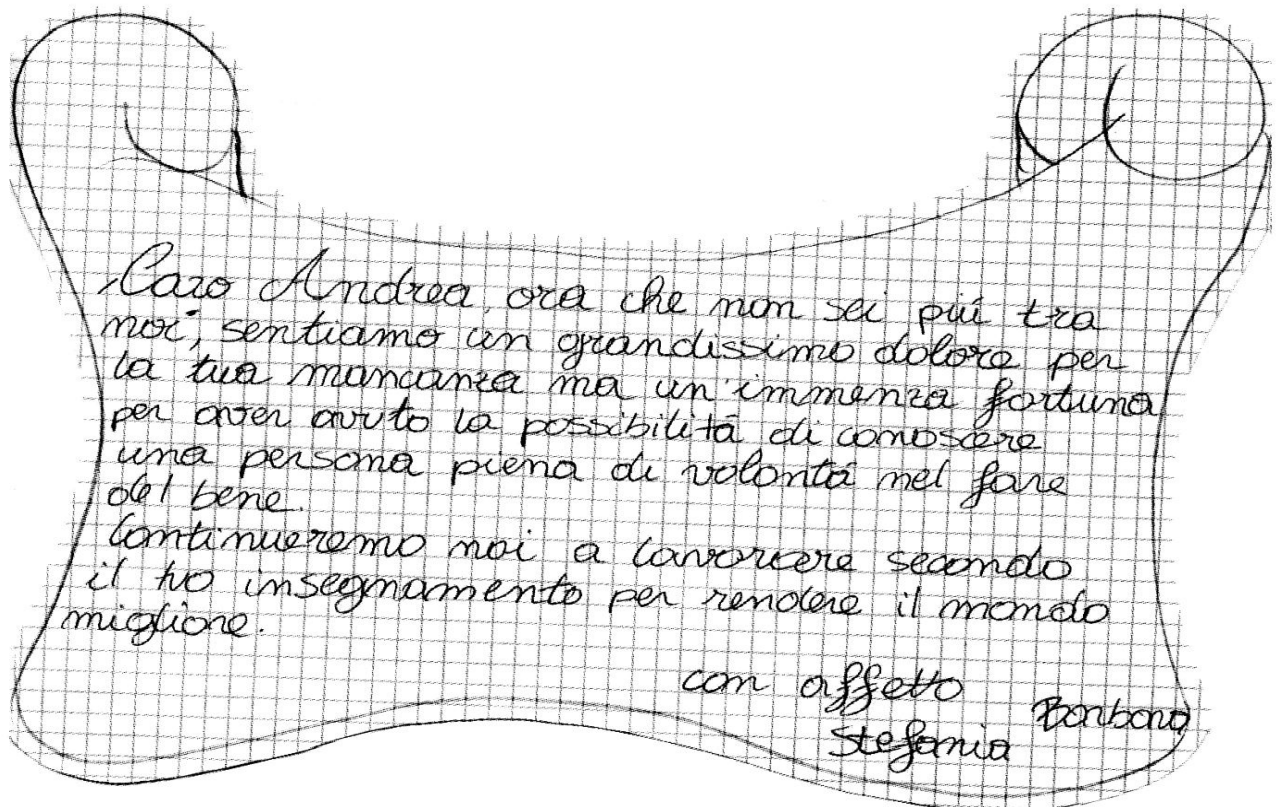 Caro Andrea, ora che non sei più tra
noi, sentiamo un grandissimo dolore per
la tua mancanza ma un'immenza fortuna
per aver avuto la possibilità di conoscere
una persona piena di volontà nel fare
del bene.
Continueremo noi a lavorare secondo
il tuo insegnamento per rendere il mondo
migliore.
con affetto
Stefania